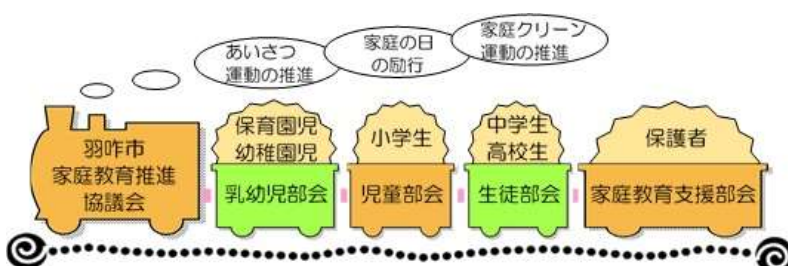 あいさつ
運動の推進
家庭の日
の励行
家庭クリーン
運動の推進
羽咋市
家庭教育推進
協議会
保育園児
幼稚園児
乳幼児部会
小学生
児童部会
中学生
高校生
生徒部会
保護者
家庭教育支援部会